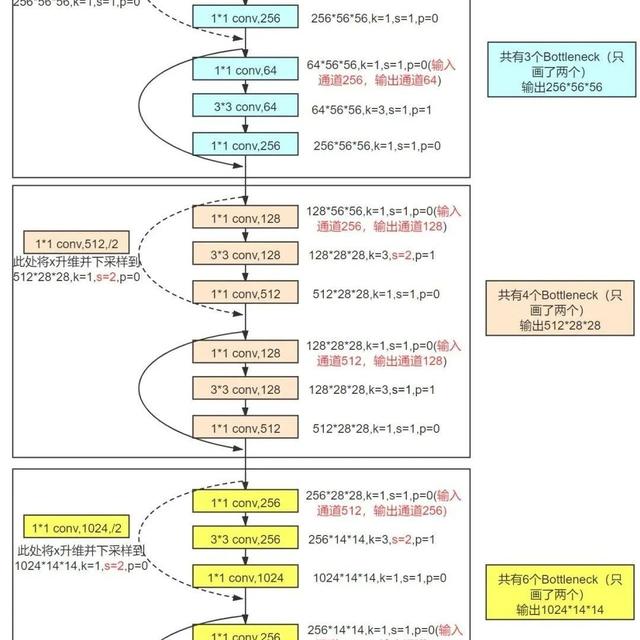 256*56*56,k=1,s=1,p=0
1*1 conv,256
256*56*56,k=1,s=1,p=0
1*1 conv,64
64*56*56,k=1,s=1,p=0(输入
通道256，输出通道64)
3*3 conv,64
64*56*56,k=3,s=1,p=1
1*1 conv,256
256*56*56,k=1,s=1,p=0
共有3个Bottleneck（只
画了两个）
输出256*56*56
1*1 conv,128
128*56*56,k=1,s=1,p=0(输入
通道256，输出通道128)
1*1 conv,512,/2
此处将x升维并下采样到
512*28*28,k=1,s=2,p=0
3*3 conv,128
128*28*28,k=3,s=2,p=1
1*1 conv,512
512*28*28,k=1,s=1,p=0
1*1 conv,128
128*28*28,k=1,s=1,p=0(输入
通道512，输出通道128)
3*3 conv,128
128*28*28,k=3,s=1,p=1
1*1 conv,512
512*28*28,k=1,s=1,p=0
共有4个Bottleneck（只
画了两个）
输出512*28*28
1*1 conv,256
256*28*28,k=1,s=1,p=0(输入
通道512，输出通道256)
1*1 conv,1024,/2
此处将x升维并下采样到
1024*14*14,k=1,s=2,p=0
3*3 conv,256
256*14*14,k=3,s=2,p=1
1*1 conv,1024
1024*14*14,k=1,s=1,p=0
1*1 conv,256
256*14*14,k=1,s=1,p=0(输入
共有6个Bottleneck（只
画了两个）
输出1024*14*14